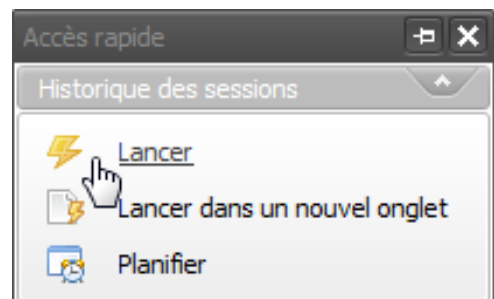 Accès rapide
Historique des sessions
Lancer
Lancer dans un nouvel onglet
Planifier